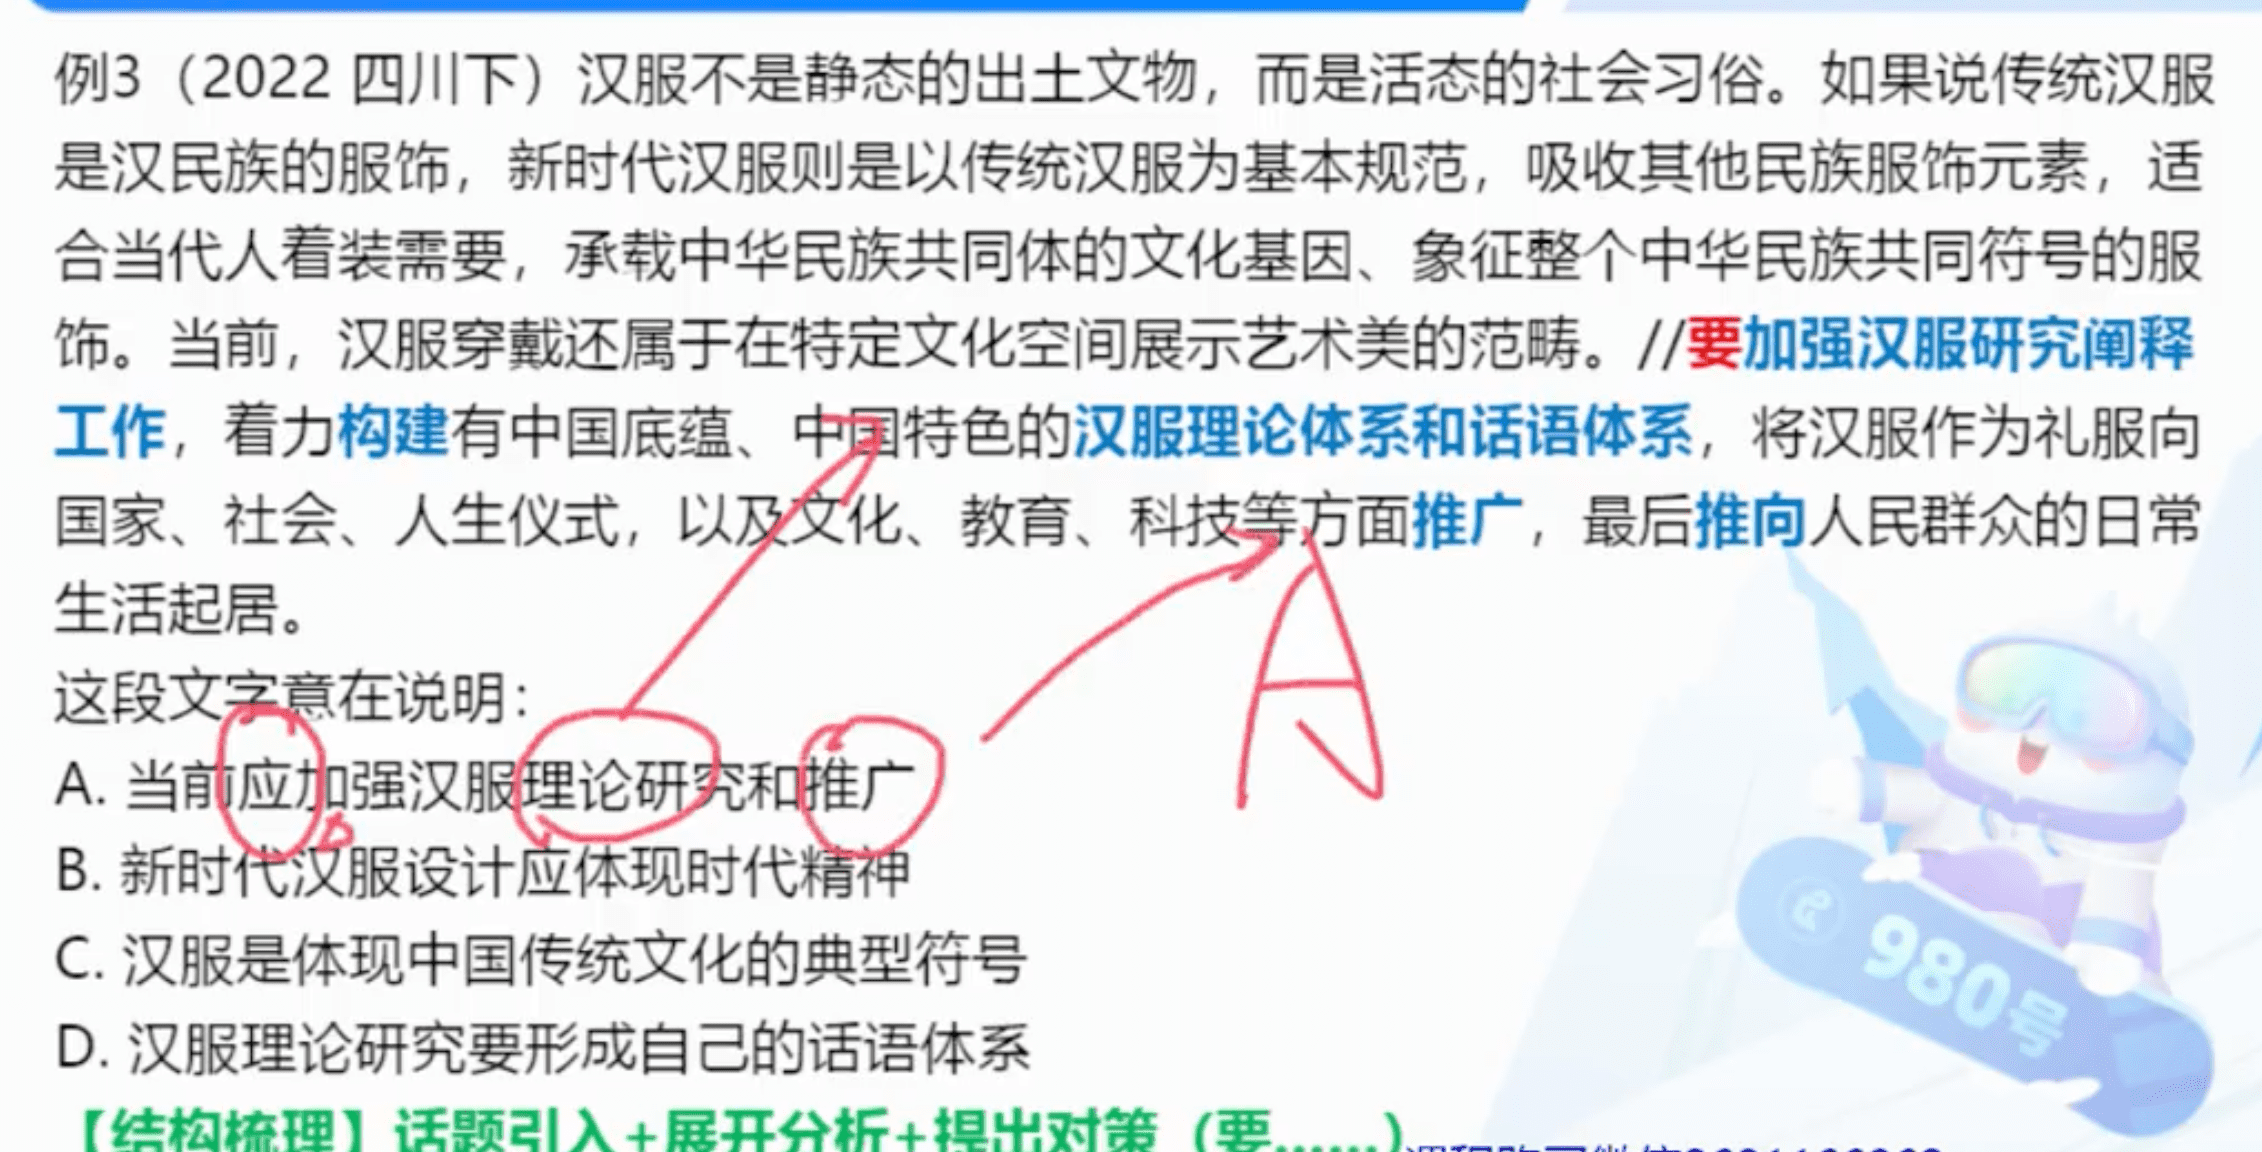 例3（2022 四川下）汉服不是静态的出土文物，而是活态的社会习俗。如果说传统汉服
是汉民族的服饰，新时代汉服则是以传统汉服为基本规范，吸收其他民族服饰元素，适
合当代人着装需要，承载中华民族共同体的文化基因、象征整个中华民族共同符号的服
饰。当前，汉服穿戴还属于在特定文化空间展示艺术美的范畴。//要加强汉服研究阐释
工作，着力构建有中国底蕴、中国特色的汉服理论体系和话语体系，将汉服作为礼服向
国家、社会、人生仪式，以及文化、教育、科技等方面推广，最后推向人民群众的日常
生活起居。
这段文字意在说明：
A. 当前应加强汉服理论研究和推广
A
B. 新时代汉服设计应体现时代精神
C. 汉服是体现中国传统文化的典型符号
D. 汉服理论研究要形成自己的话语体系
980号
【结构梳理】话题引入+展开分析+提出对策（要......）